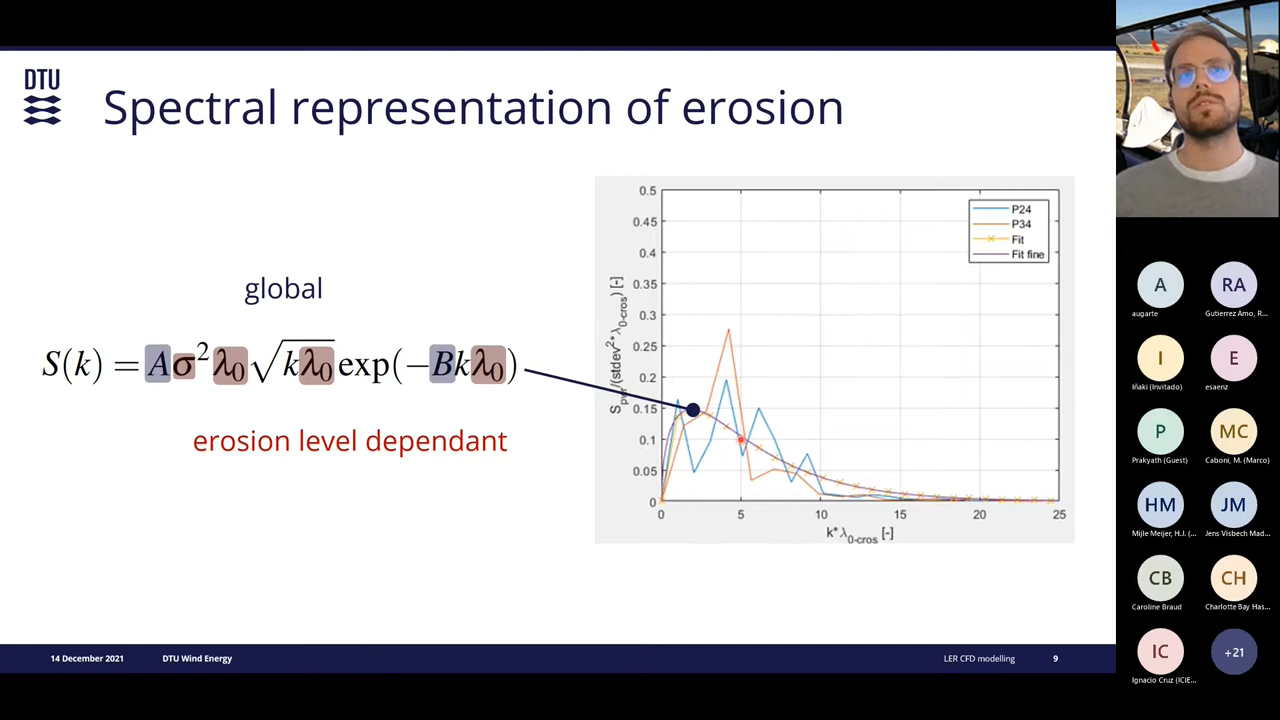 DTU
Spectral representation of erosion
global
S(k) = Aσ²λ₀√kλ₀ exp(−Bkλ₀)
erosion level dependant
0.5
0.45
0.4
0.35
0.3
0.25
0.2
0.15
0.1
0.05
0
0 5 10 15 20 25
k*λ0-cros [-]
P24
P34
Fit
Fit fine
14 December 2021 DTU Wind Energy LER CFD modelling 9
A RA
augarte Gutierrez Amo, R...
I E
Iñaki (Invitado) esaenz
P MC
Prakyath (Guest) Caboni, M. (Marco)
HM JM
Mijle Meijer, H.J. (... Jens Visbech Mad...
CB CH
Caroline Braud Charlotte Bay Has...
IC +21
Ignacio Cruz (ICIE...